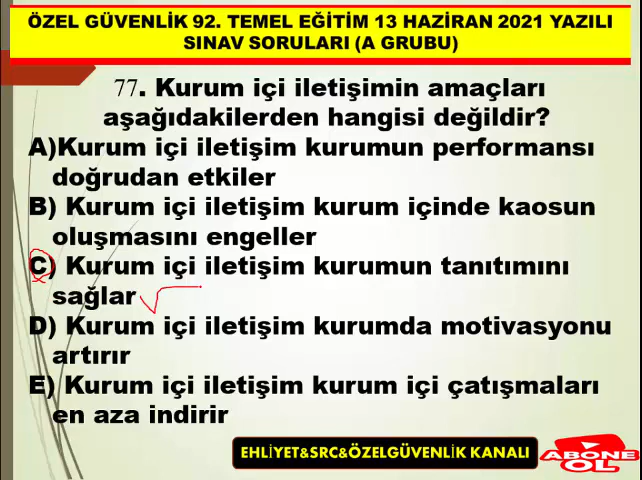 ÖZEL GÜVENLİK 92. TEMEL EĞİTİM 13 HAZİRAN 2021 YAZILI
SINAV SORULARI (A GRUBU)
77. Kurum içi iletişimin amaçları
aşağıdakilerden hangisi değildir?
A)Kurum içi iletişim kurumun performansı
doğrudan etkiler
B) Kurum içi iletişim kurum içinde kaosun
oluşmasını engeller
C) Kurum içi iletişim kurumun tanıtımını
sağlar
D) Kurum içi iletişim kurumda motivasyonu
artırır
E) Kurum içi iletişim kurum içi çatışmaları
en aza indirir
EHLİYET&SRC&ÖZELGÜVENLİK KANALI
ABONE
OL